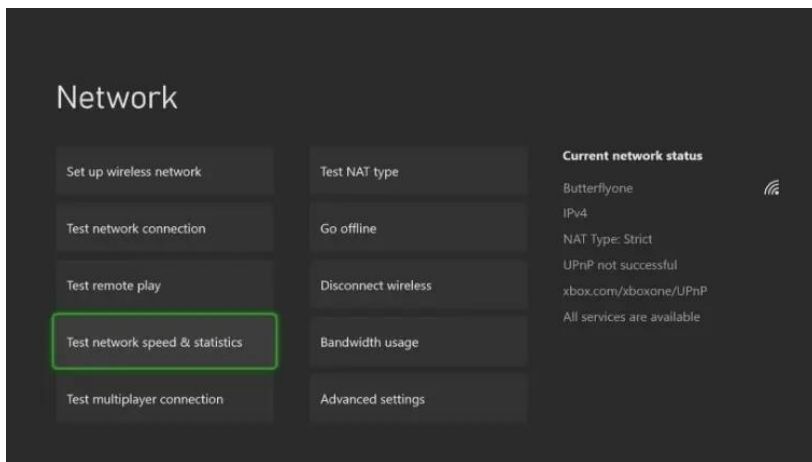 Network
Set up wireless network
Test network connection
Test remote play
Test network speed & statistics
Test multiplayer connection
Test NAT type
Go offline
Disconnect wireless
Bandwidth usage
Advanced settings
Current network status
Butterflyone
IPv4
NAT Type: Strict
UPnP not successful
xbox.com/xboxone/UPnP
All services are available